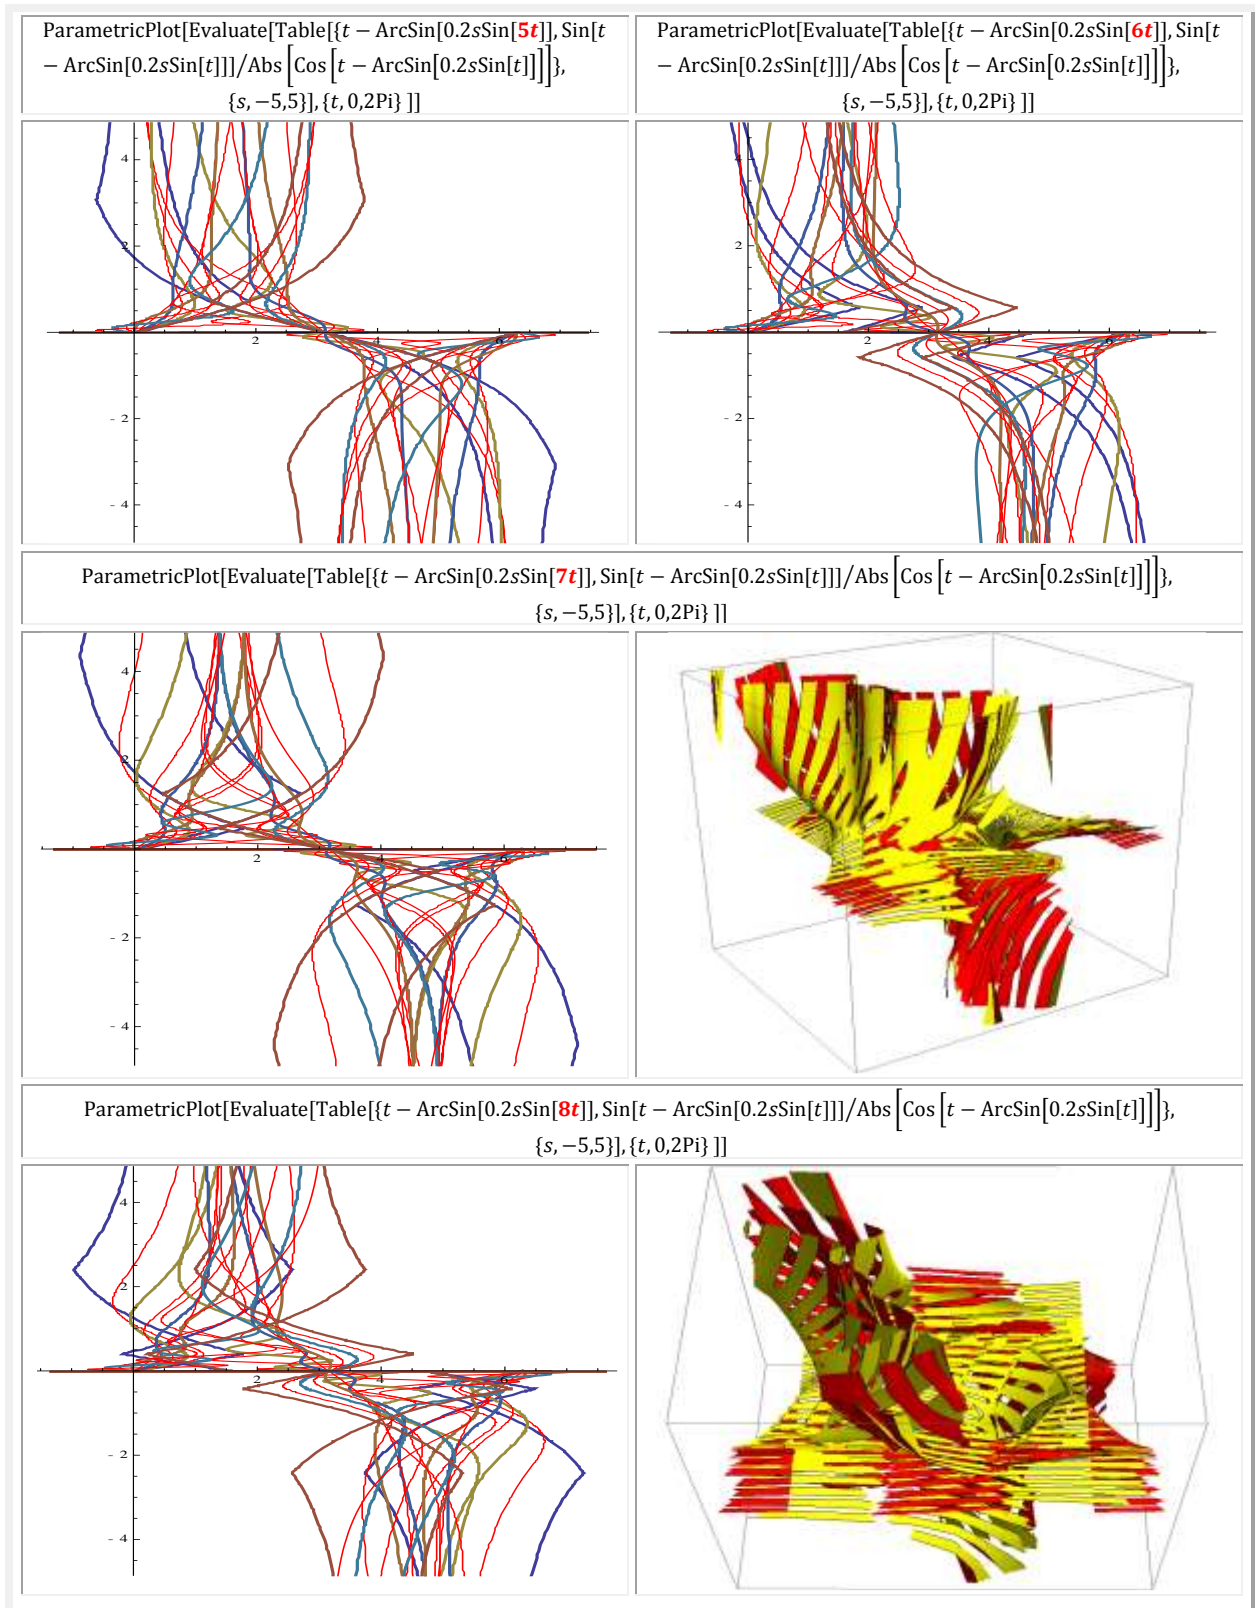 ParametricPlot[Evaluate[Table[{t − ArcSin[0.2sSin[5t]], Sin[t
− ArcSin[0.2sSin[t]]]/Abs [Cos [t − ArcSin[0.2sSin[t]]]]},
{s, −5,5}], {t, 0,2Pi} ]]
ParametricPlot[Evaluate[Table[{t − ArcSin[0.2sSin[6t]], Sin[t
− ArcSin[0.2sSin[t]]]/Abs [Cos [t − ArcSin[0.2sSin[t]]]]},
{s, −5,5}], {t, 0,2Pi} ]]
4
2
2
4
6
- 2
- 4
4
2
2
4
6
- 2
- 4
ParametricPlot[Evaluate[Table[{t − ArcSin[0.2sSin[7t]], Sin[t − ArcSin[0.2sSin[t]]]/Abs [Cos [t − ArcSin[0.2sSin[t]]]]},
{s, −5,5}], {t, 0,2Pi} ]]
4
2
2
4
6
- 2
- 4
ParametricPlot[Evaluate[Table[{t − ArcSin[0.2sSin[8t]], Sin[t − ArcSin[0.2sSin[t]]]/Abs [Cos [t − ArcSin[0.2sSin[t]]]]},
{s, −5,5}], {t, 0,2Pi} ]]
4
2
2
4
6
- 2
- 4